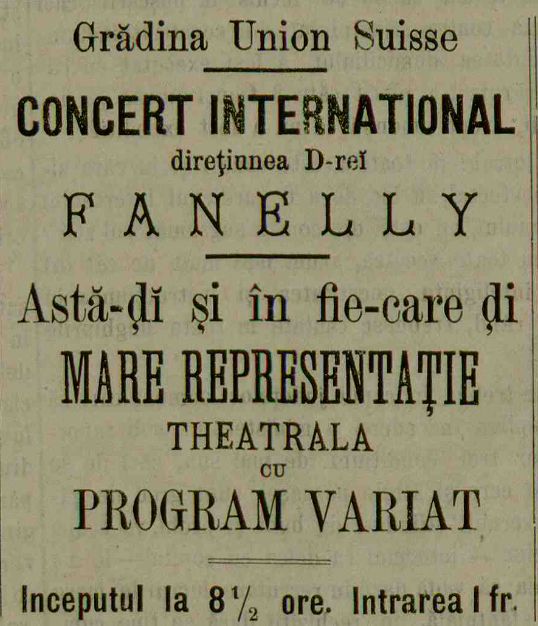 Grădina Union Suisse
CONCERT INTERNATIONAL
direţiunea D-reĭ
FANELLY
Astă-ḑĭ şi în fie-care ḑi
MARE REPRESENTAŢIE
THEATRALA
CU
PROGRAM VARIAT
Inceputul la 8½ ore. Intrarea 1 fr.